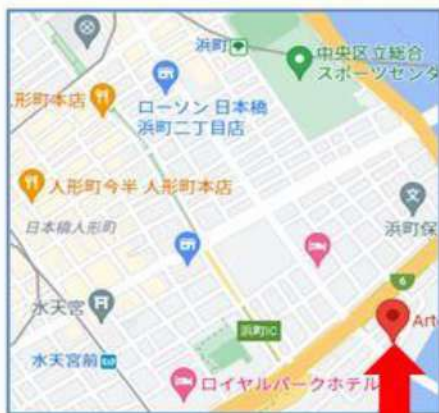 浜町
中央区立総合
スポーツセンタ
形町本店
ローソン 日本橋
浜町二丁目店
人形町今半 人形町本店
日本橋人形町
浜町保
水天宮
6
Arte
浜町IC
水天宮前
ロイヤルパークホテル